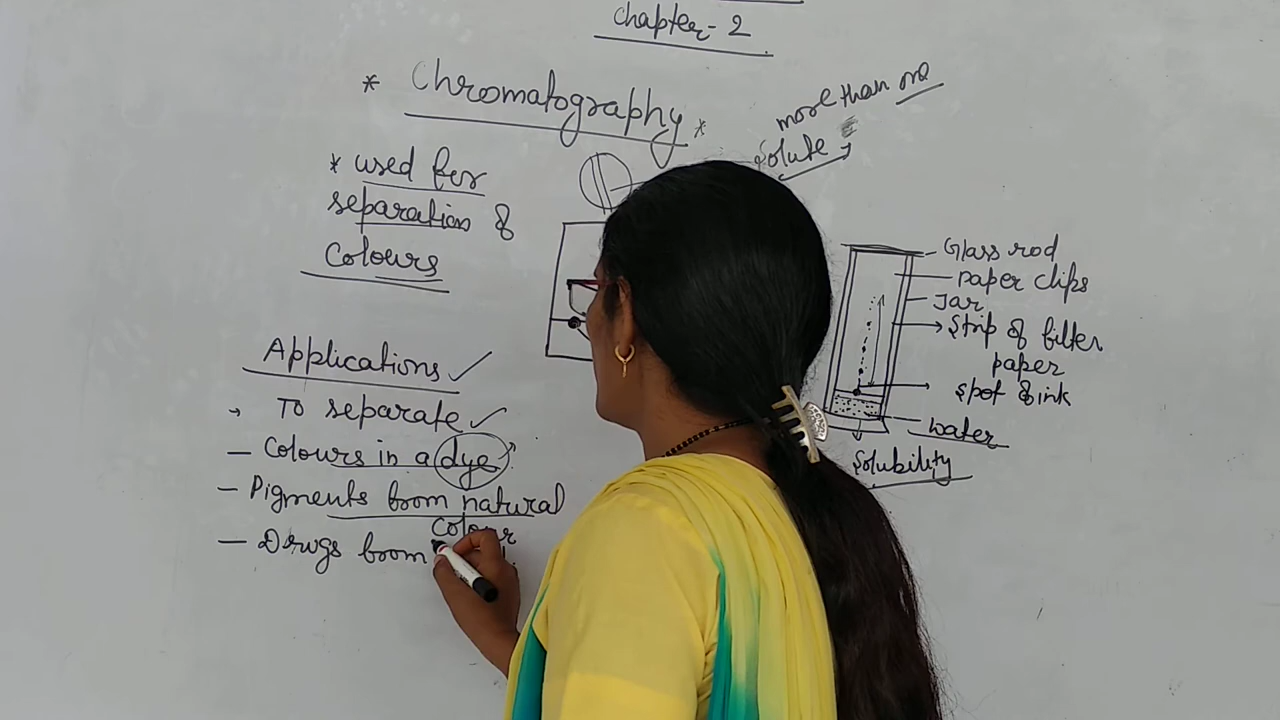 Chapter- 2
* Chromatography *
* used for
separation of
Colours
more than one
Solute
Applications ✓
→ To separate ✓
— Colours in a dye
— Pigments from natural
colour
— Drugs from
Glass rod
paper clips
Jar
Strip of filter
paper
Spot of ink
water
Solubility